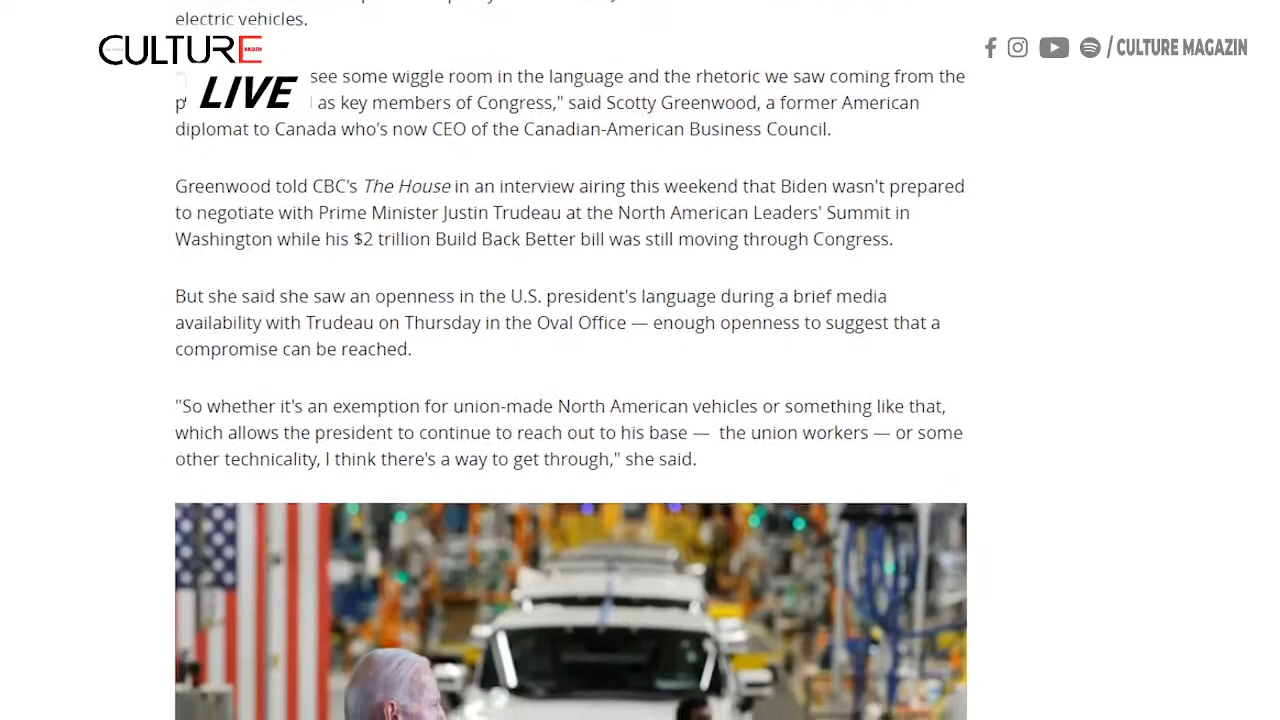 electric vehicles.
CULTURE
LIVE
/ CULTURE MAGAZIN
see some wiggle room in the language and the rhetoric we saw coming from the
as key members of Congress," said Scotty Greenwood, a former American
diplomat to Canada who's now CEO of the Canadian-American Business Council.
Greenwood told CBC's The House in an interview airing this weekend that Biden wasn't prepared
to negotiate with Prime Minister Justin Trudeau at the North American Leaders' Summit in
Washington while his $2 trillion Build Back Better bill was still moving through Congress.
But she said she saw an openness in the U.S. president's language during a brief media
availability with Trudeau on Thursday in the Oval Office — enough openness to suggest that a
compromise can be reached.
"So whether it's an exemption for union-made North American vehicles or something like that,
which allows the president to continue to reach out to his base — the union workers — or some
other technicality, I think there's a way to get through," she said.